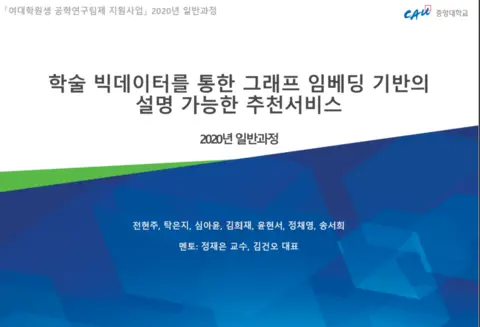 「여대학원생 공학연구팀제 지원사업」 2020년 일반과정
CAU 중앙대학교
학술 빅데이터를 통한 그래프 임베딩 기반의
설명 가능한 추천서비스
2020년 일반과정
전현주, 탁은지, 심아윤, 김희재, 윤현서, 정채영, 송서희
멘토: 정재은 교수, 김건오 대표